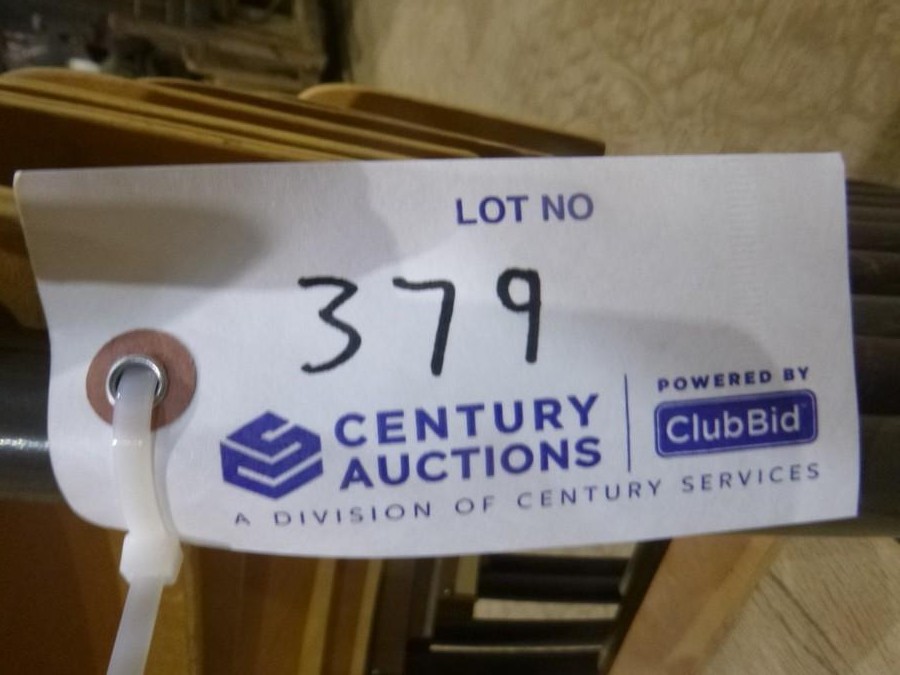 LOT NO
379
CENTURY
AUCTIONS
POWERED BY
ClubBid
A DIVISION OF CENTURY SERVICES